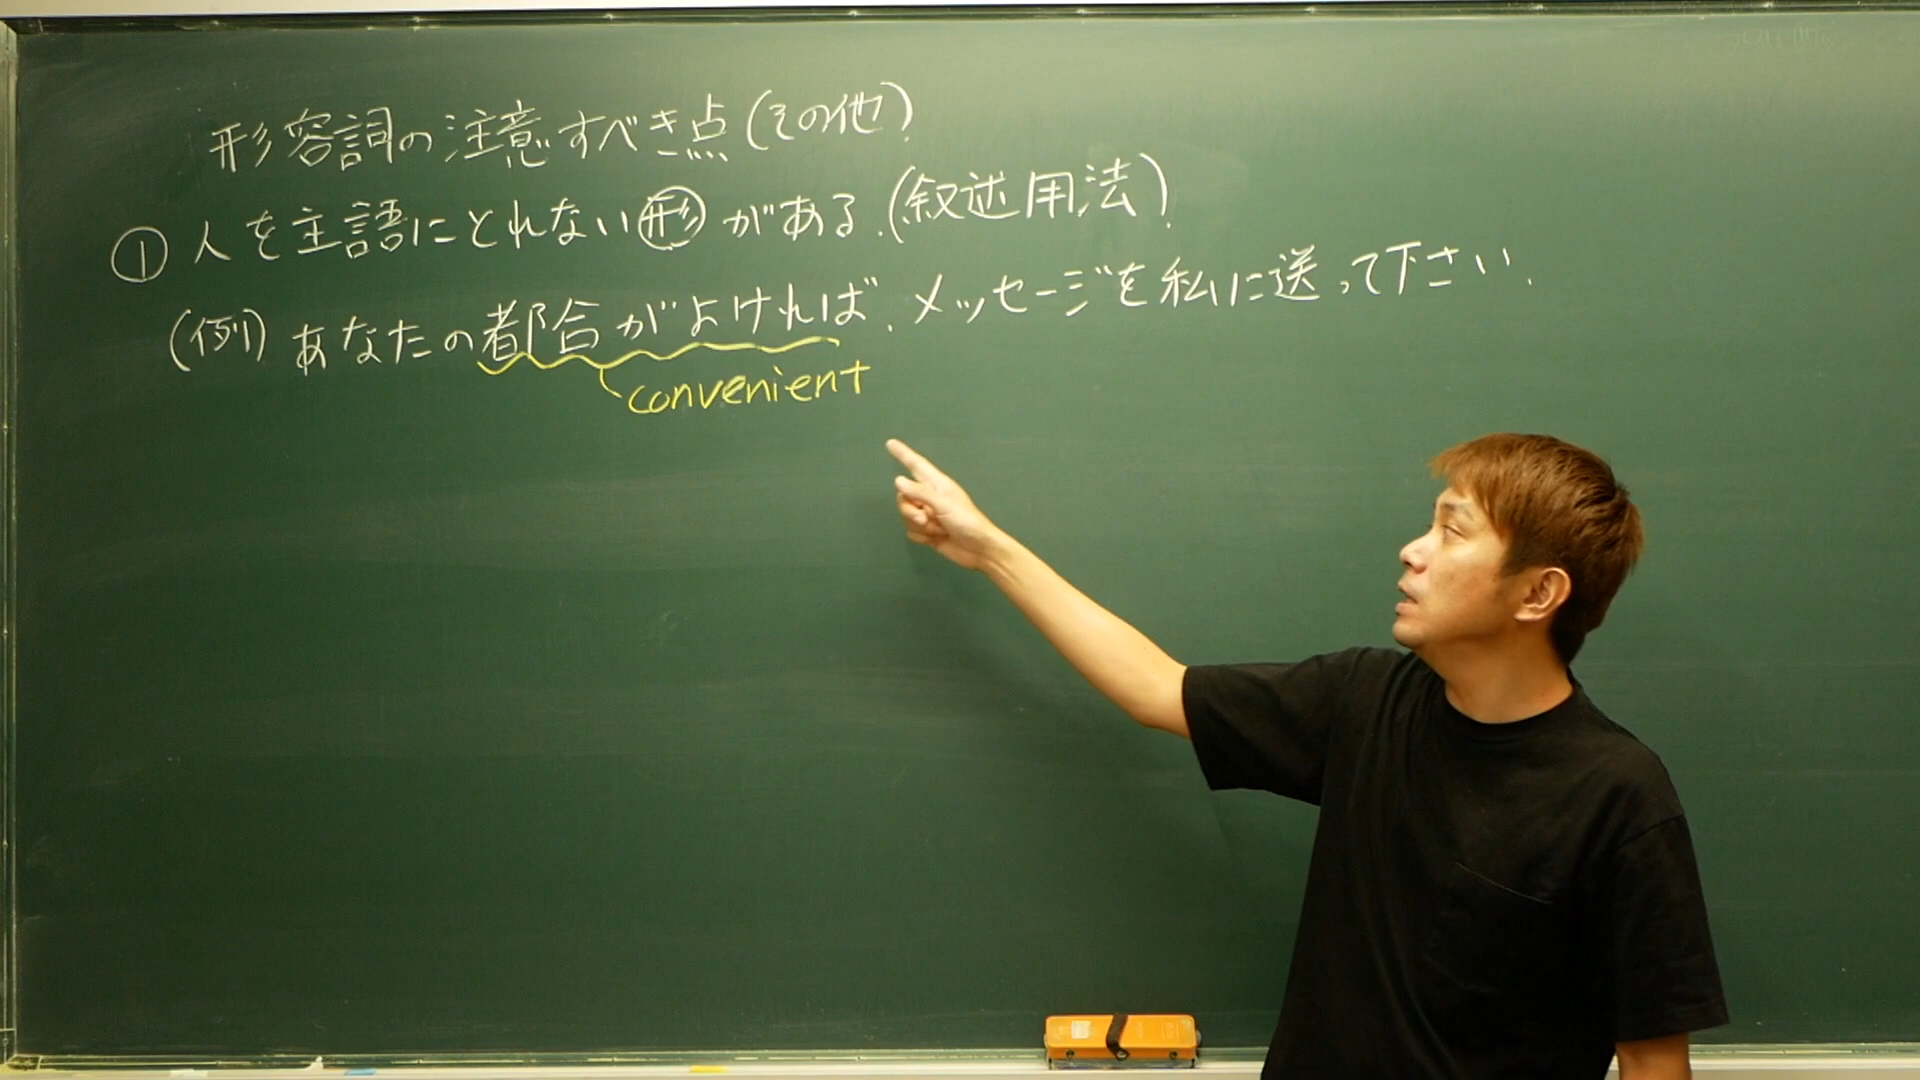 形容詞の注意すべき点(その他)
① 人を主語にとれない形がある.(叙述用法)
(例) あなたの都合がよければ、メッセージを私に送って下さい.
convenient